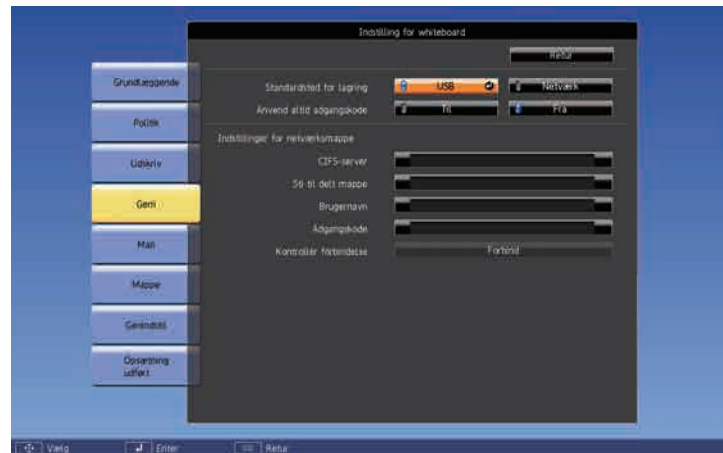 Indstilling for whiteboard
Retur
Grundlæggende
Politik
Udskriv
Gem
Mail
Mappe
Genindstil
Opsætning
udført
Standardsted for lagring
USB
Netværk
Anvend altid adgangskode
Til
Fra
Indstillinger for netværksmappe
CIFS-server
Sti til delt mappe
Brugernavn
Adgangskode
Kontroller forbindelse
Forbind
Vælg
Enter
Retur